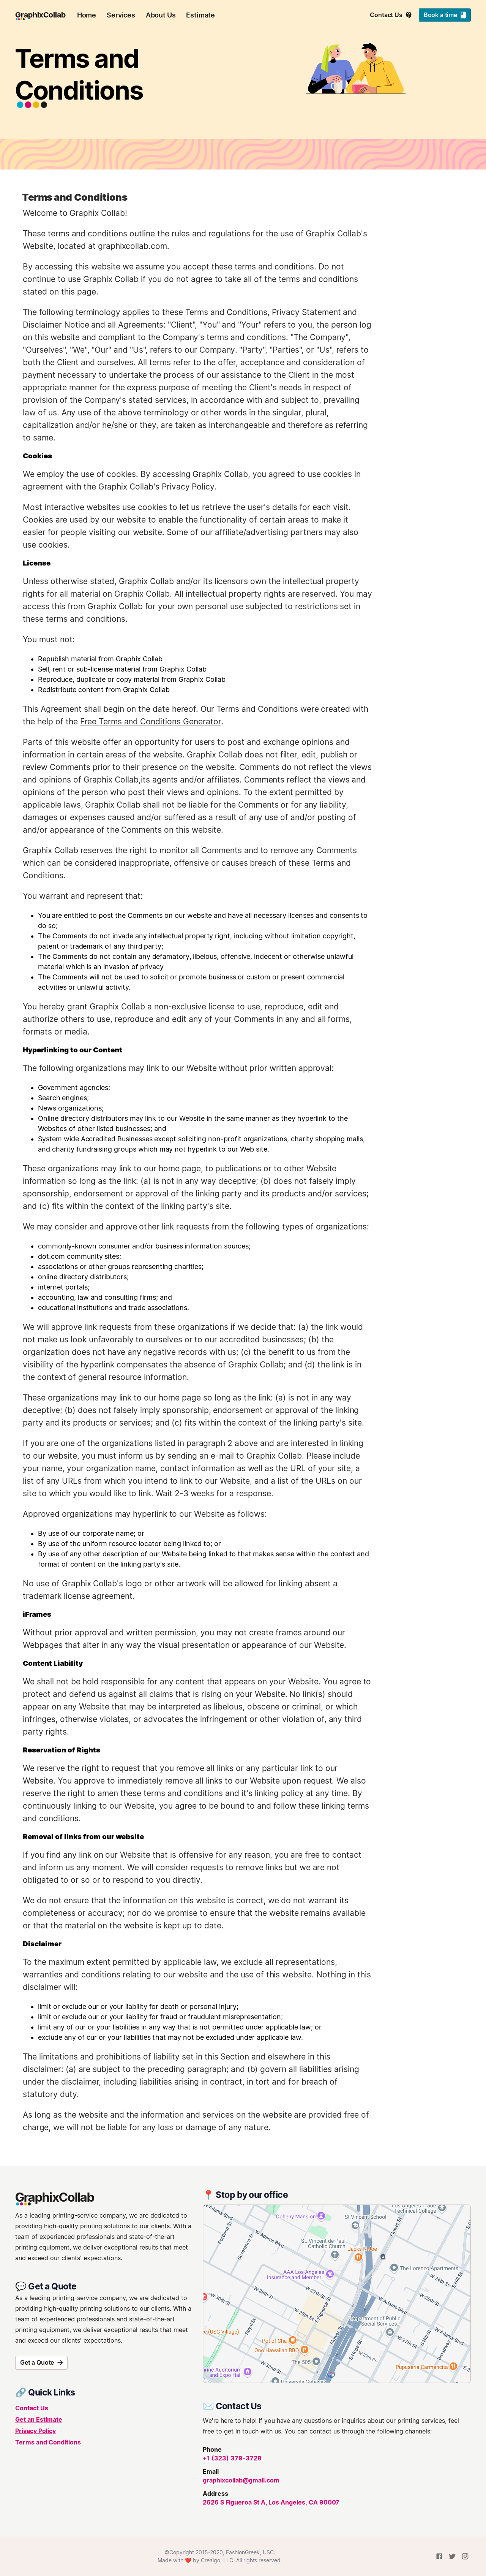 GraphixCollab
Home
Services
About Us
Estimate
Contact Us
Book a time
Terms and
Conditions
Terms and Conditions
Welcome to Graphix Collab!
These terms and conditions outline the rules and regulations for the use of Graphix Collab's
Website, located at graphixcollab.com.
By accessing this website we assume you accept these terms and conditions. Do not
continue to use Graphix Collab if you do not agree to take all of the terms and conditions
stated on this page.
The following terminology applies to these Terms and Conditions, Privacy Statement and
Disclaimer Notice and all Agreements: "Client", "You" and "Your" refers to you, the person log
on this website and compliant to the Company's terms and conditions. "The Company",
"Ourselves", "We", "Our" and "Us", refers to our Company. "Party", "Parties", or "Us", refers to
both the Client and ourselves. All terms refer to the offer, acceptance and consideration of
payment necessary to undertake the process of our assistance to the Client in the most
appropriate manner for the express purpose of meeting the Client's needs in respect of
provision of the Company's stated services, in accordance with and subject to, prevailing
law of us. Any use of the above terminology or other words in the singular, plural,
capitalization and/or he/she or they, are taken as interchangeable and therefore as referring
to same.
Cookies
We employ the use of cookies. By accessing Graphix Collab, you agreed to use cookies in
agreement with the Graphix Collab's Privacy Policy.
Most interactive websites use cookies to let us retrieve the user's details for each visit.
Cookies are used by our website to enable the functionality of certain areas to make it
easier for people visiting our website. Some of our affiliate/advertising partners may also
use cookies.
License
Unless otherwise stated, Graphix Collab and/or its licensors own the intellectual property
rights for all material on Graphix Collab. All intellectual property rights are reserved. You may
access this from Graphix Collab for your own personal use subjected to restrictions set in
these terms and conditions.
You must not:
• Republish material from Graphix Collab
• Sell, rent or sub-license material from Graphix Collab
• Reproduce, duplicate or copy material from Graphix Collab
• Redistribute content from Graphix Collab
This Agreement shall begin on the date hereof. Our Terms and Conditions were created with
the help of the Free Terms and Conditions Generator.
Parts of this website offer an opportunity for users to post and exchange opinions and
information in certain areas of the website. Graphix Collab does not filter, edit, publish or
review Comments prior to their presence on the website. Comments do not reflect the views
and opinions of Graphix Collab,its agents and/or affiliates. Comments reflect the views and
opinions of the person who post their views and opinions. To the extent permitted by
applicable laws, Graphix Collab shall not be liable for the Comments or for any liability,
damages or expenses caused and/or suffered as a result of any use of and/or posting of
and/or appearance of the Comments on this website.
Graphix Collab reserves the right to monitor all Comments and to remove any Comments
which can be considered inappropriate, offensive or causes breach of these Terms and
Conditions.
You warrant and represent that:
• You are entitled to post the Comments on our website and have all necessary licenses and consents to
do so;
• The Comments do not invade any intellectual property right, including without limitation copyright,
patent or trademark of any third party;
• The Comments do not contain any defamatory, libelous, offensive, indecent or otherwise unlawful
material which is an invasion of privacy
• The Comments will not be used to solicit or promote business or custom or present commercial
activities or unlawful activity.
You hereby grant Graphix Collab a non-exclusive license to use, reproduce, edit and
authorize others to use, reproduce and edit any of your Comments in any and all forms,
formats or media.
Hyperlinking to our Content
The following organizations may link to our Website without prior written approval:
• Government agencies;
• Search engines;
• News organizations;
• Online directory distributors may link to our Website in the same manner as they hyperlink to the
Websites of other listed businesses; and
• System wide Accredited Businesses except soliciting non-profit organizations, charity shopping malls,
and charity fundraising groups which may not hyperlink to our Web site.
These organizations may link to our home page, to publications or to other Website
information so long as the link: (a) is not in any way deceptive; (b) does not falsely imply
sponsorship, endorsement or approval of the linking party and its products and/or services;
and (c) fits within the context of the linking party's site.
We may consider and approve other link requests from the following types of organizations:
• commonly-known consumer and/or business information sources;
• dot.com community sites;
• associations or other groups representing charities;
• online directory distributors;
• internet portals;
• accounting, law and consulting firms; and
• educational institutions and trade associations.
We will approve link requests from these organizations if we decide that: (a) the link would
not make us look unfavorably to ourselves or to our accredited businesses; (b) the
organization does not have any negative records with us; (c) the benefit to us from the
visibility of the hyperlink compensates the absence of Graphix Collab; and (d) the link is in
the context of general resource information.
These organizations may link to our home page so long as the link: (a) is not in any way
deceptive; (b) does not falsely imply sponsorship, endorsement or approval of the linking
party and its products or services; and (c) fits within the context of the linking party's site.
If you are one of the organizations listed in paragraph 2 above and are interested in linking
to our website, you must inform us by sending an e-mail to Graphix Collab. Please include
your name, your organization name, contact information as well as the URL of your site, a
list of any URLs from which you intend to link to our Website, and a list of the URLs on our
site to which you would like to link. Wait 2-3 weeks for a response.
Approved organizations may hyperlink to our Website as follows:
• By use of our corporate name; or
• By use of the uniform resource locator being linked to; or
• By use of any other description of our Website being linked to that makes sense within the context and
format of content on the linking party's site.
No use of Graphix Collab's logo or other artwork will be allowed for linking absent a
trademark license agreement.
iFrames
Without prior approval and written permission, you may not create frames around our
Webpages that alter in any way the visual presentation or appearance of our Website.
Content Liability
We shall not be hold responsible for any content that appears on your Website. You agree to
protect and defend us against all claims that is rising on your Website. No link(s) should
appear on any Website that may be interpreted as libelous, obscene or criminal, or which
infringes, otherwise violates, or advocates the infringement or other violation of, any third
party rights.
Reservation of Rights
We reserve the right to request that you remove all links or any particular link to our
Website. You approve to immediately remove all links to our Website upon request. We also
reserve the right to amen these terms and conditions and it's linking policy at any time. By
continuously linking to our Website, you agree to be bound to and follow these linking terms
and conditions.
Removal of links from our website
If you find any link on our Website that is offensive for any reason, you are free to contact
and inform us any moment. We will consider requests to remove links but we are not
obligated to or so or to respond to you directly.
We do not ensure that the information on this website is correct, we do not warrant its
completeness or accuracy; nor do we promise to ensure that the website remains available
or that the material on the website is kept up to date.
Disclaimer
To the maximum extent permitted by applicable law, we exclude all representations,
warranties and conditions relating to our website and the use of this website. Nothing in this
disclaimer will:
• limit or exclude our or your liability for death or personal injury;
• limit or exclude our or your liability for fraud or fraudulent misrepresentation;
• limit any of our or your liabilities in any way that is not permitted under applicable law; or
• exclude any of our or your liabilities that may not be excluded under applicable law.
The limitations and prohibitions of liability set in this Section and elsewhere in this
disclaimer: (a) are subject to the preceding paragraph; and (b) govern all liabilities arising
under the disclaimer, including liabilities arising in contract, in tort and for breach of
statutory duty.
As long as the website and the information and services on the website are provided free of
charge, we will not be liable for any loss or damage of any nature.
GraphixCollab
As a leading printing-service company, we are dedicated to
providing high-quality printing solutions to our clients. With a
team of experienced professionals and state-of-the-art
printing equipment, we deliver exceptional results that meet
and exceed our clients' expectations.
💬 Get a Quote
As a leading printing-service company, we are dedicated to
providing high-quality printing solutions to our clients. With a
team of experienced professionals and state-of-the-art
printing equipment, we deliver exceptional results that meet
and exceed our clients' expectations.
Get a Quote →
🔗 Quick Links
Contact Us
Get an Estimate
Privacy Policy
Terms and Conditions
📍 Stop by our office
Doheny Mansion
St Vincent School
Los Angeles Trade
Technical College
St. Vincent de Paul
Catholic Church
Jacks N Joe
AAA Los Angeles
Insurance and Member
The Lorenzo Apartments
Department of Public
Social Services
(USC Village)
Pot of Cha
Ono Hawaiian BBQ
The 505
Pupuseria Carmencita
Shrine Auditorium
and Expo Hall
✉️ Contact Us
We're here to help! If you have any questions or inquiries about our printing services, feel
free to get in touch with us. You can contact us through the following channels:
Phone
+1 (323) 379-3728
Email
graphixcollab@gmail.com
Address
2626 S Figueroa St A, Los Angeles, CA 90007
©Copyright 2015-2020, FashionGreek, USC.
Made with ❤️ by Crealgo, LLC. All rights reserved.